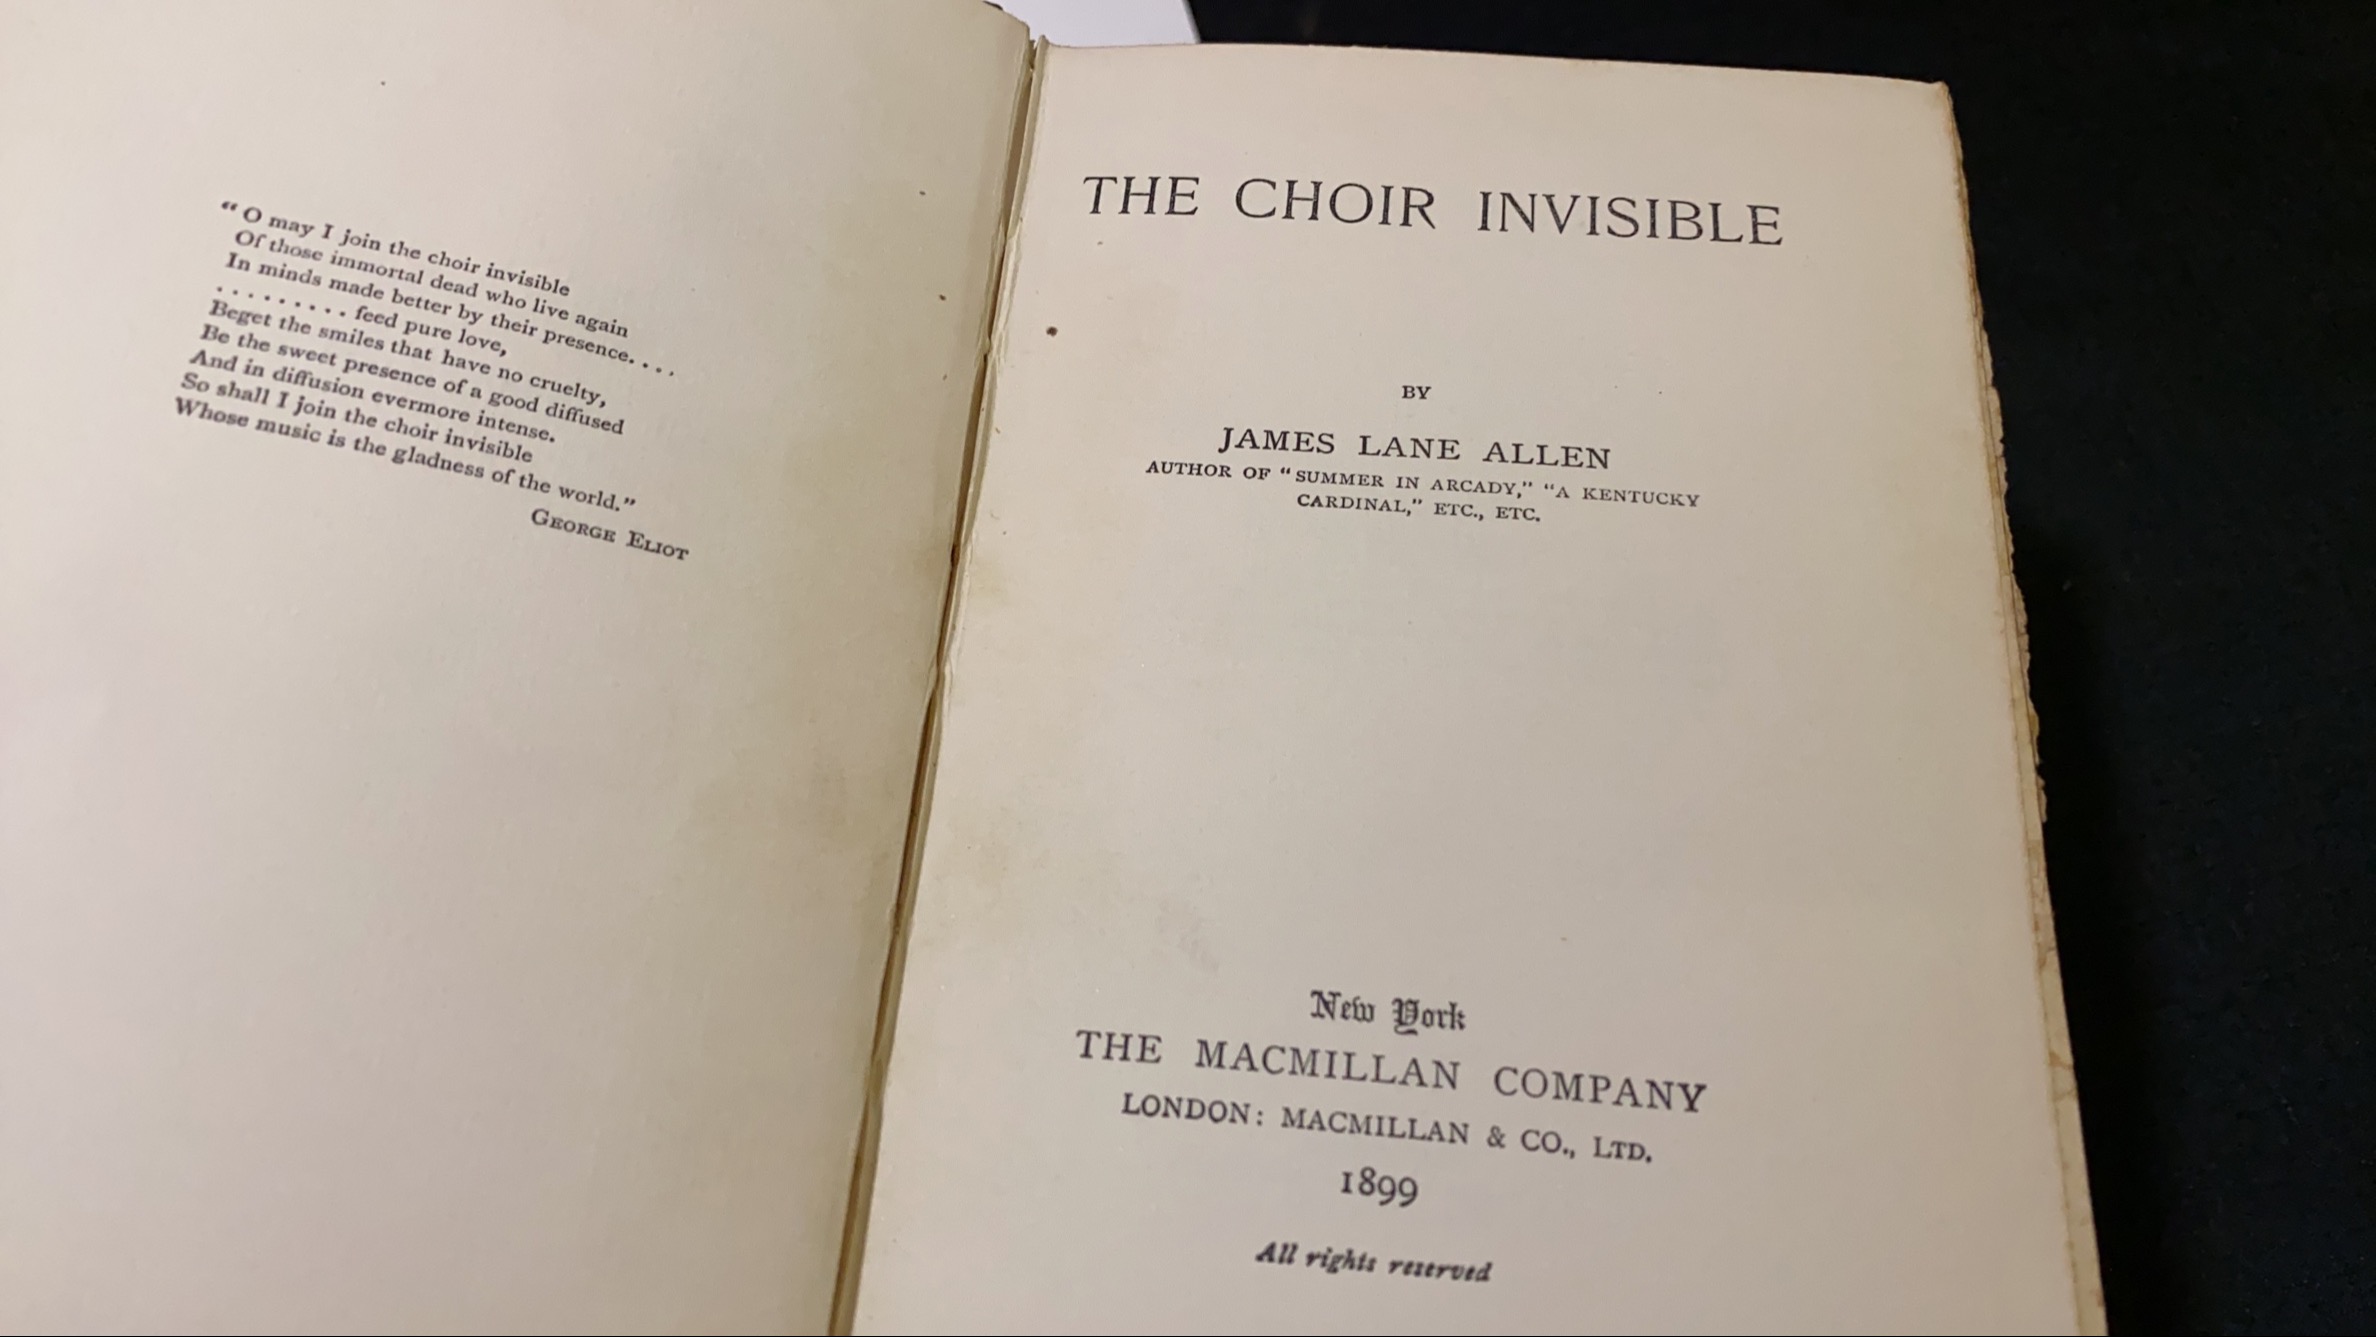 “O may I join the choir invisible
Of those immortal dead who live again
In minds made better by their presence. . . .
. . . . . . . . . feed pure love,
Beget the smiles that have no cruelty,
Be the sweet presence of a good diffused
And in diffusion evermore intense.
So shall I join the choir invisible
Whose music is the gladness of the world.”
GEORGE ELIOT
THE CHOIR INVISIBLE
BY
JAMES LANE ALLEN
AUTHOR OF “SUMMER IN ARCADY,” “A KENTUCKY
CARDINAL,” ETC., ETC.
New York
THE MACMILLAN COMPANY
LONDON: MACMILLAN & CO., LTD.
1899
All rights reserved